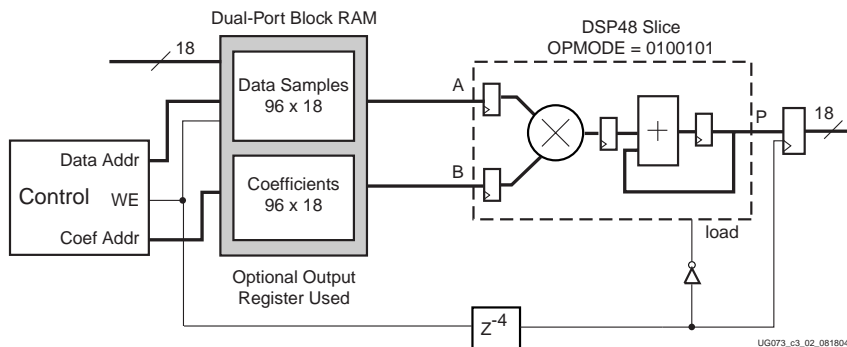 Dual-Port Block RAM
DSP48 Slice
OPMODE = 0100101
18
Data Samples
96 x 18
A
P
18
Data Addr
Control
WE
Coef Addr
Coefficients
96 x 18
B
load
Optional Output
Register Used
Z-4
UG073_c3_02_081804